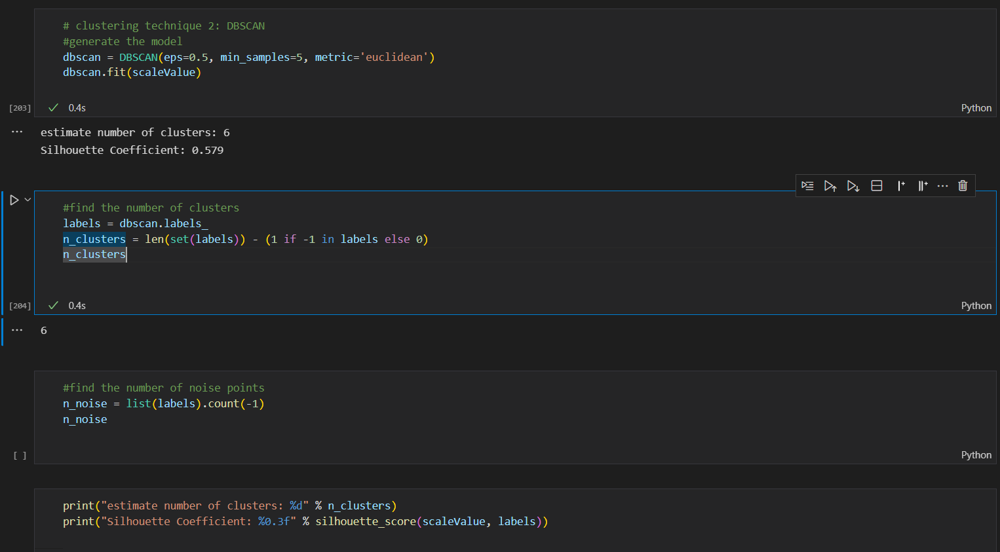 # clustering technique 2: DBSCAN
#generate the model
dbscan = DBSCAN(eps=0.5, min_samples=5, metric='euclidean')
dbscan.fit(scaleValue)
[203]
0.4s
Python
estimate number of clusters: 6
Silhouette Coefficient: 0.579
#find the number of clusters
labels = dbscan.labels_
n_clusters = len(set(labels)) - (1 if -1 in labels else 0)
n_clusters
[204]
0.4s
Python
6
#find the number of noise points
n_noise = list(labels).count(-1)
n_noise
[ ]
Python
print("estimate number of clusters: %d" % n_clusters)
print("Silhouette Coefficient: %0.3f" % silhouette_score(scaleValue, labels))